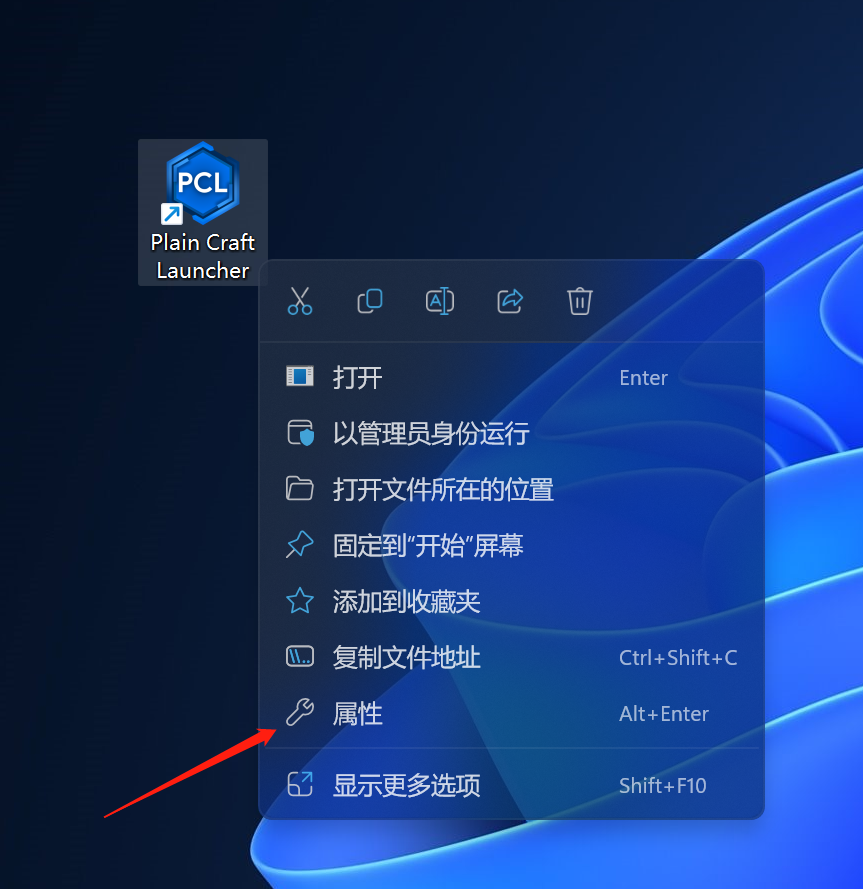 PCL
Plain Craft
Launcher
打开 Enter
以管理员身份运行
打开文件所在的位置
固定到“开始”屏幕
添加到收藏夹
复制文件地址 Ctrl+Shift+C
属性 Alt+Enter
显示更多选项 Shift+F10